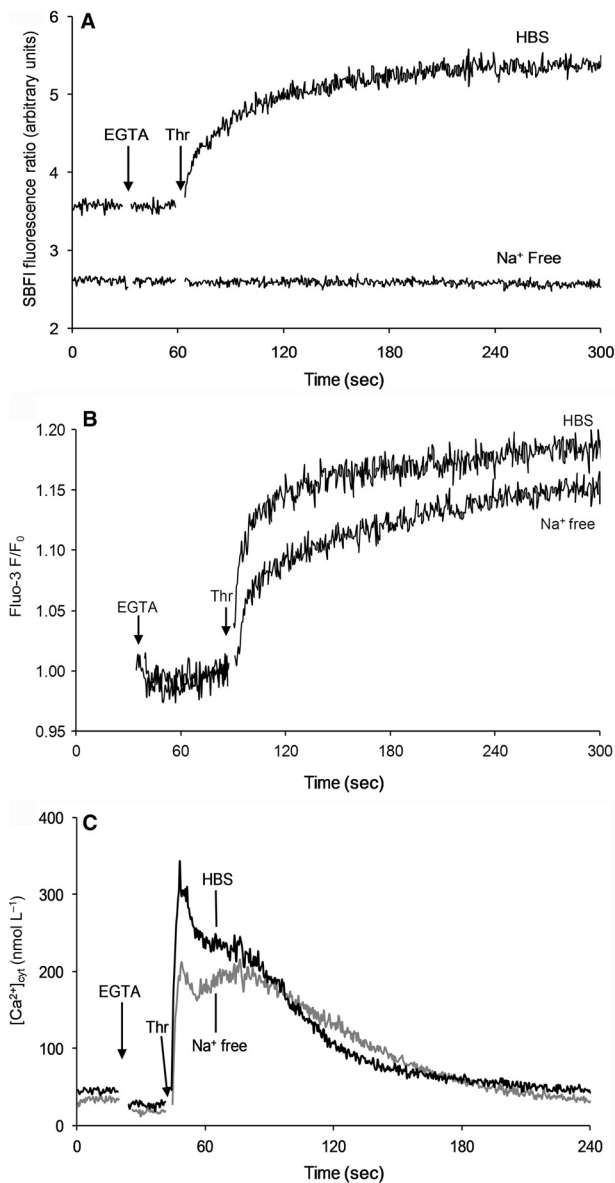 A
SBFI fluorescence ratio (arbitrary units)
6
5
4
3
2
HBS
EGTA
Thr
Na⁺ Free
0 60 120 180 240 300
Time (sec)
B
Fluo-3 F/F₀
1.20
1.15
1.10
1.05
1.00
0.95
HBS
Na⁺ free
Thr
EGTA
0 60 120 180 240 300
Time (sec)
C
[Ca²⁺]cyt (nmol L⁻¹)
400
300
200
100
0
HBS
EGTA
Thr
Na⁺ free
0 60 120 180 240
Time (sec)